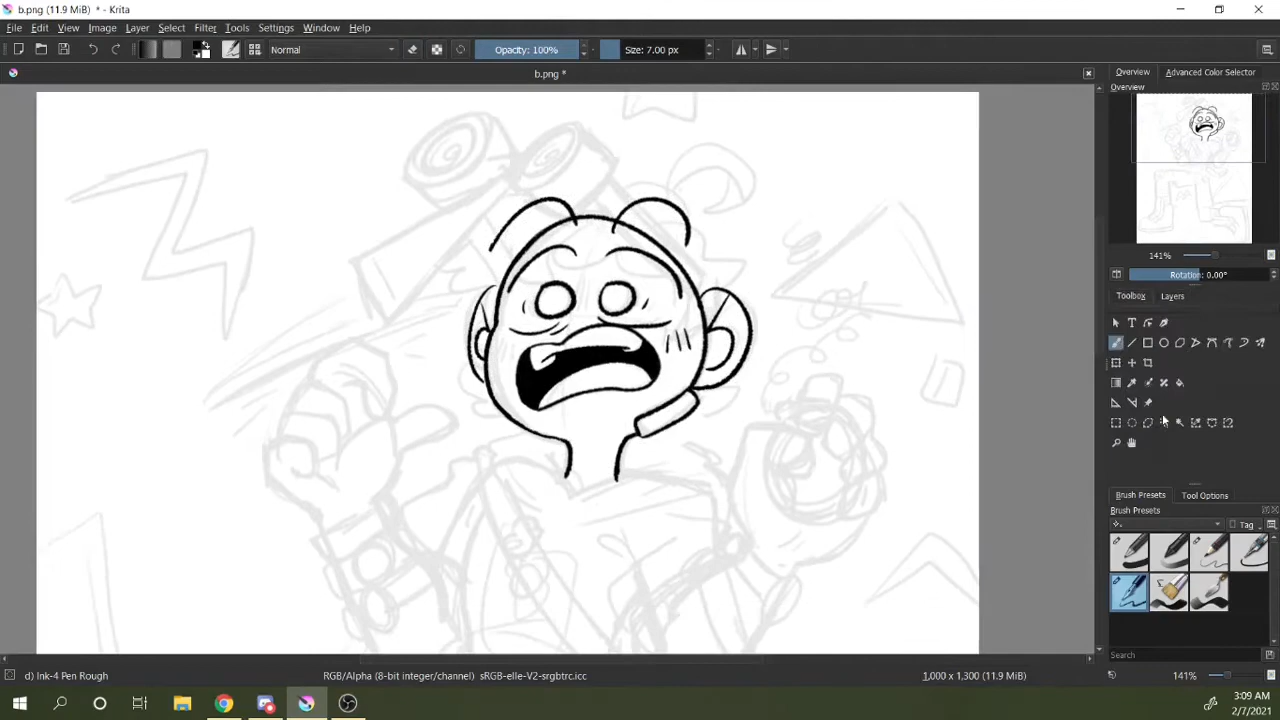 b.png (11.9 MiB) * - Krita
File Edit View Image Layer Select Filter Tools Settings Window Help
Normal Opacity: 100% Size: 7.00 px
b.png *
Overview Advanced Color Selector
Overview
141%
Rotation: 0.00°
Toolbox Layers
Brush Presets Tool Options
Brush Presets
Tag
Search
d) Ink-4 Pen Rough RGB/Alpha (8-bit integer/channel) sRGB-elle-V2-srgbtrc.icc 1,000 x 1,300 (11.9 MiB) 141%
3:09 AM
2/7/2021